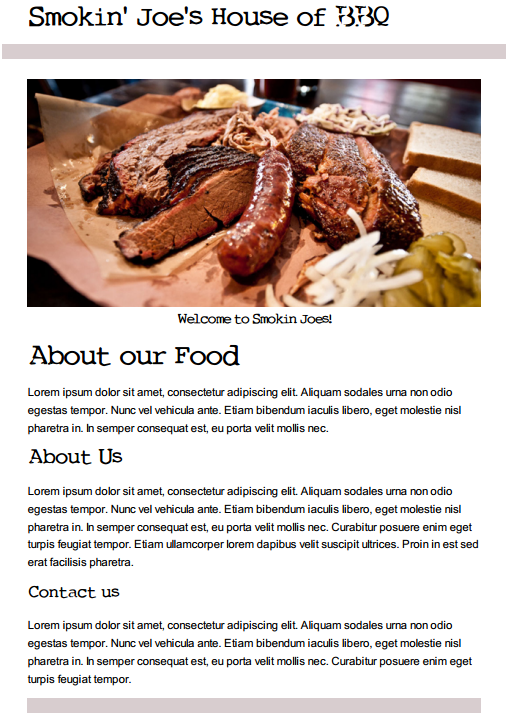 Smokin' Joe's House of BBQ
Welcome to Smokin Joes!
About our Food
Lorem ipsum dolor sit amet, consectetur adipiscing elit. Aliquam sodales urna non odio
egestas tempor. Nunc vel vehicula ante. Etiam bibendum iaculis libero, eget molestie nisl
pharetra in. In semper consequat est, eu porta velit mollis nec.
About Us
Lorem ipsum dolor sit amet, consectetur adipiscing elit. Aliquam sodales urna non odio
egestas tempor. Nunc vel vehicula ante. Etiam bibendum iaculis libero, eget molestie nisl
pharetra in. In semper consequat est, eu porta velit mollis nec. Curabitur posuere enim eget
turpis feugiat tempor. Etiam ullamcorper lorem dapibus velit suscipit ultrices. Proin in est sed
erat facilisis pharetra.
Contact us
Lorem ipsum dolor sit amet, consectetur adipiscing elit. Aliquam sodales urna non odio
egestas tempor. Nunc vel vehicula ante. Etiam bibendum iaculis libero, eget molestie nisl
pharetra in. In semper consequat est, eu porta velit mollis nec. Curabitur posuere enim eget
turpis feugiat tempor.